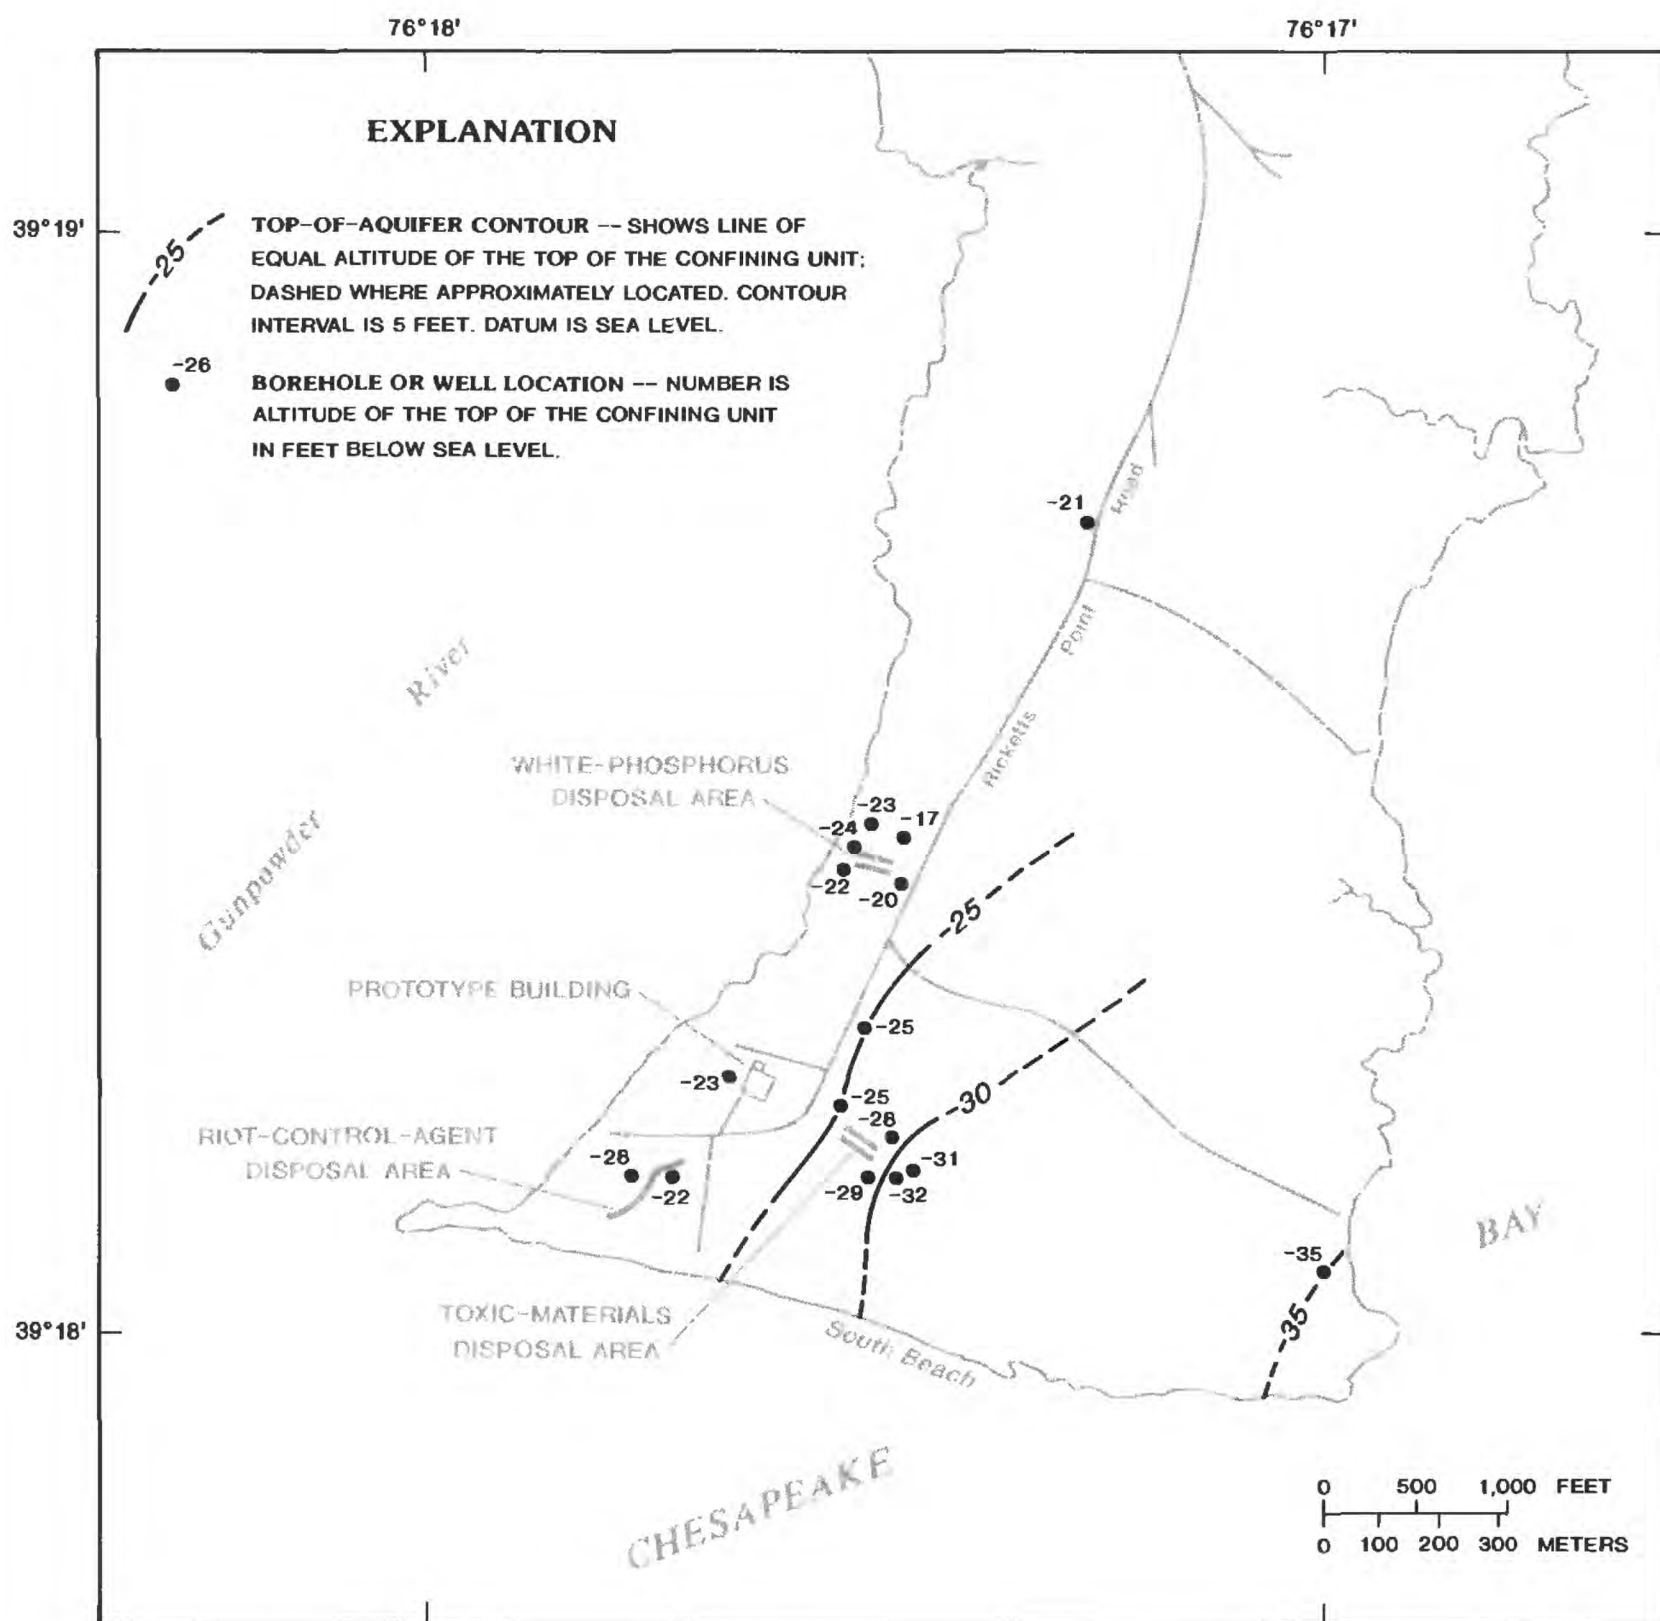 76°18'
76°17'
EXPLANATION
39°19'
-25
TOP-OF-AQUIFER CONTOUR -- SHOWS LINE OF
EQUAL ALTITUDE OF THE TOP OF THE CONFINING UNIT;
DASHED WHERE APPROXIMATELY LOCATED. CONTOUR
INTERVAL IS 5 FEET. DATUM IS SEA LEVEL.
-26
BOREHOLE OR WELL LOCATION -- NUMBER IS
ALTITUDE OF THE TOP OF THE CONFINING UNIT
IN FEET BELOW SEA LEVEL.
-21
Ricketts Point Road
Gunpowder River
WHITE-PHOSPHORUS
DISPOSAL AREA
-23
-17
-24
-22
-20
-25
PROTOTYPE BUILDING
-25
-23
-25
-28
-30
RIOT-CONTROL-AGENT
DISPOSAL AREA
-28
-22
-29
-32
-31
BAY
-35
-35
TOXIC-MATERIALS
DISPOSAL AREA
39°18'
South Beach
CHESAPEAKE
0 500 1,000 FEET
0 100 200 300 METERS